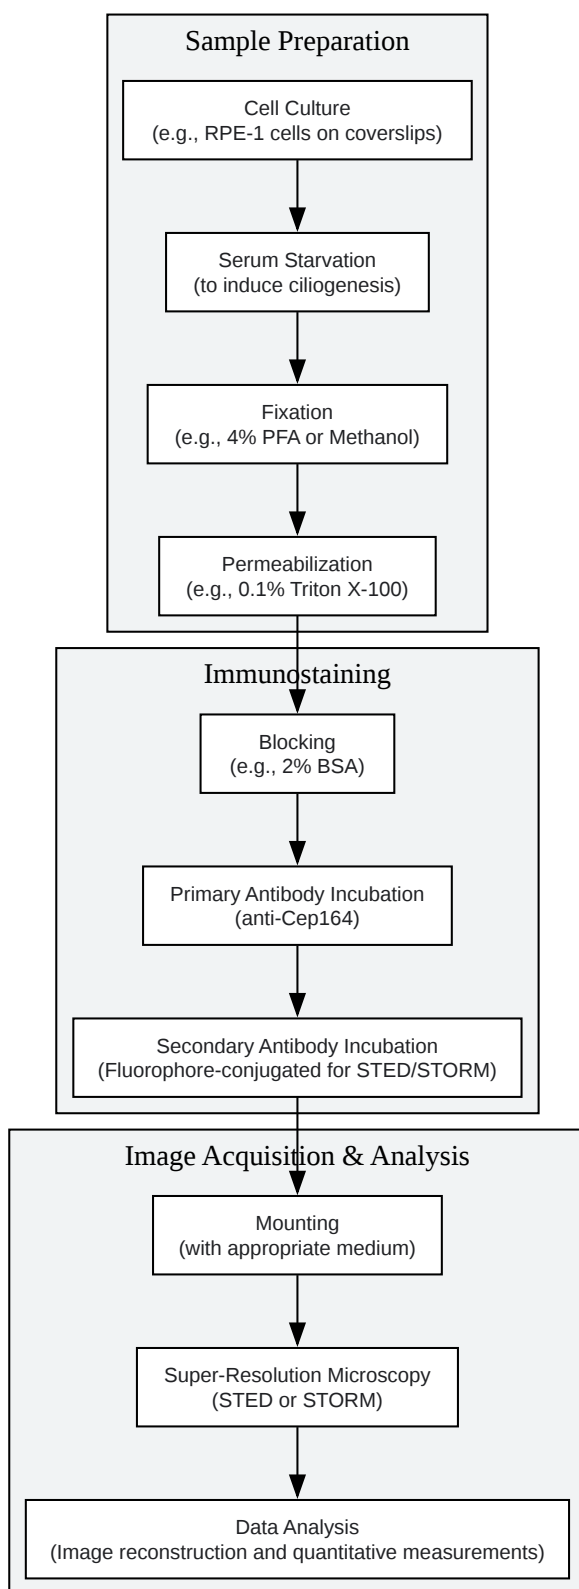 Sample Preparation
Cell Culture
(e.g., RPE-1 cells on coverslips)
Serum Starvation
(to induce ciliogenesis)
Fixation
(e.g., 4% PFA or Methanol)
Permeabilization
(e.g., 0.1% Triton X-100)
Immunostaining
Blocking
(e.g., 2% BSA)
Primary Antibody Incubation
(anti-Cep164)
Secondary Antibody Incubation
(Fluorophore-conjugated for STED/STORM)
Image Acquisition & Analysis
Mounting
(with appropriate medium)
Super-Resolution Microscopy
(STED or STORM)
Data Analysis
(Image reconstruction and quantitative measurements)